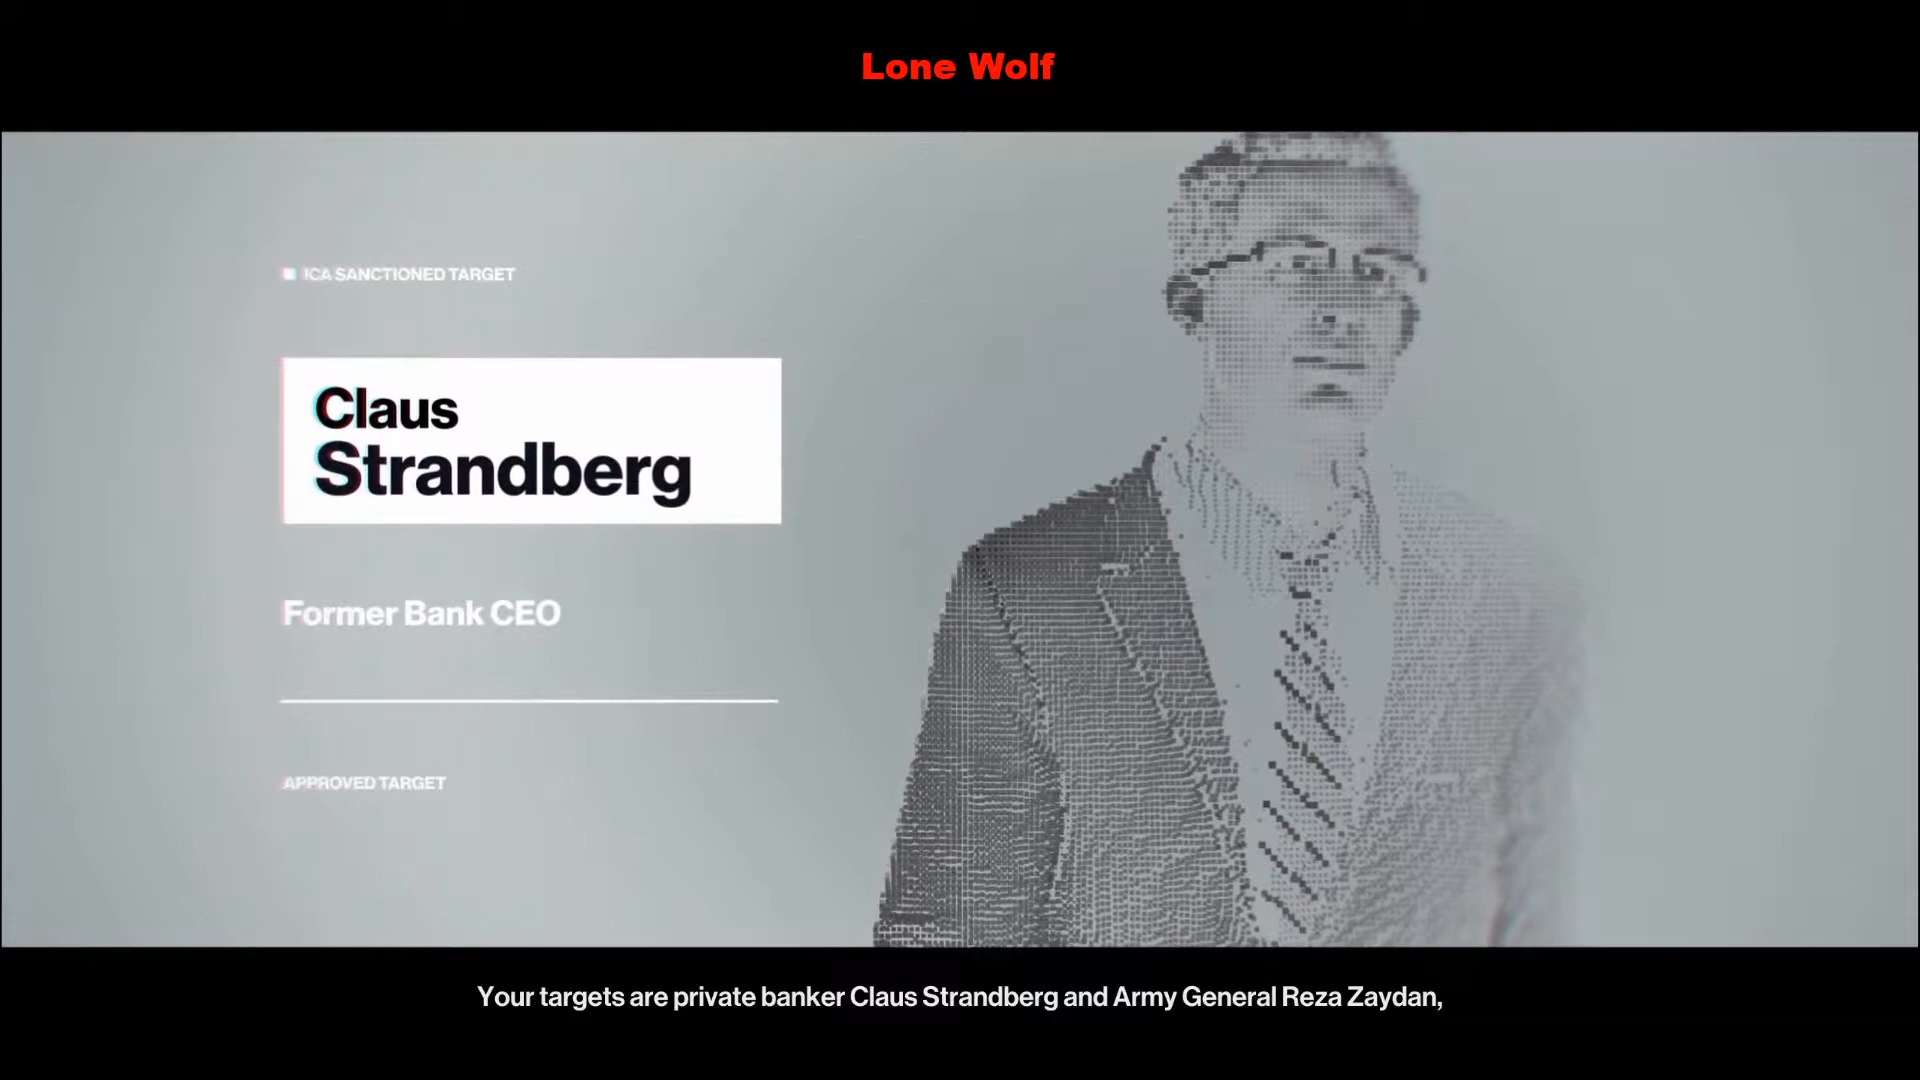 Lone Wolf
ICA SANCTIONED TARGET
Claus
Strandberg
Former Bank CEO
APPROVED TARGET
Your targets are private banker Claus Strandberg and Army General Reza Zaydan,